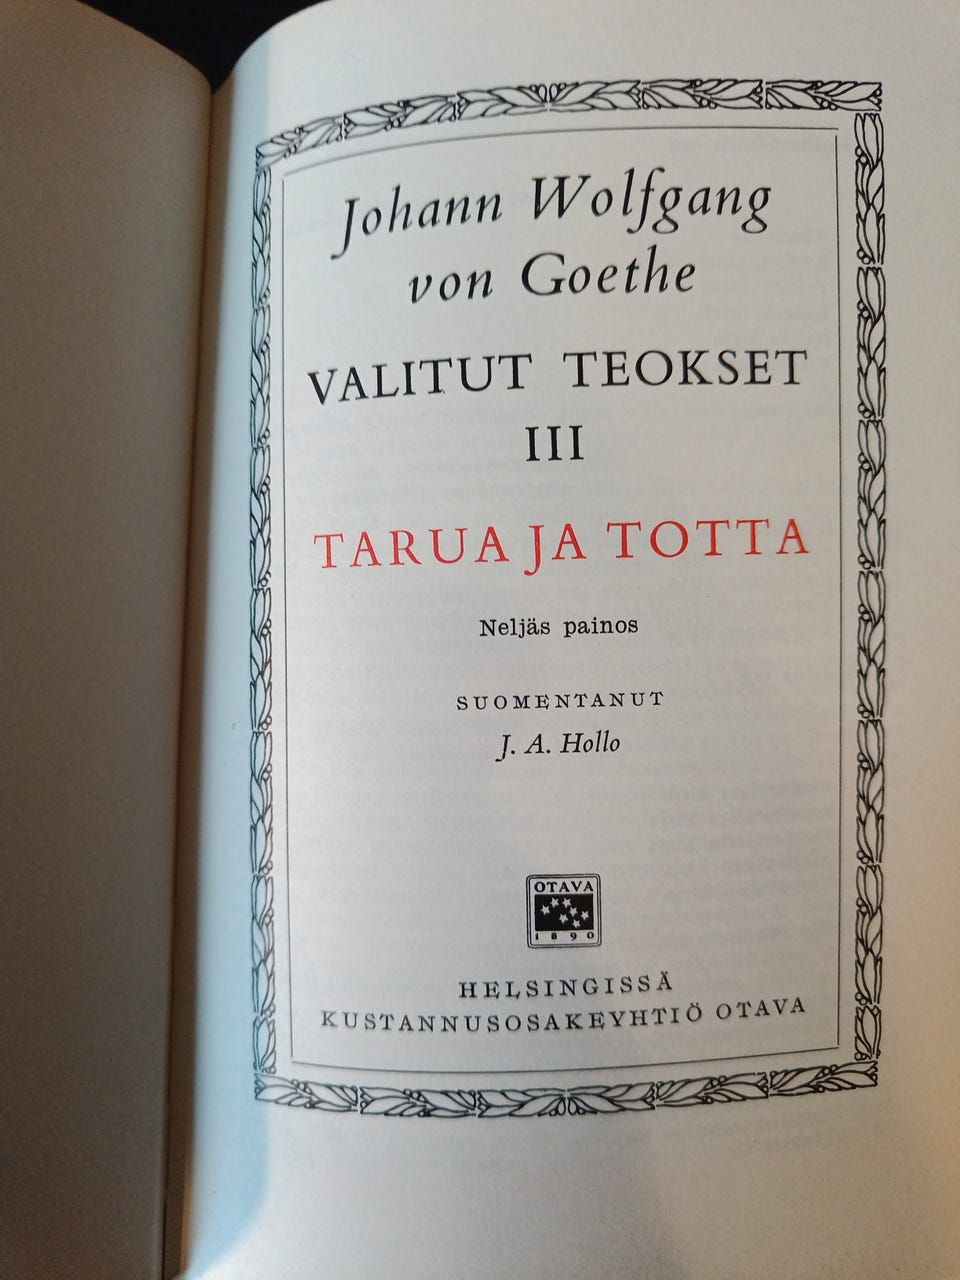 Johann Wolfgang
von Goethe
VALITUT TEOKSET
III
TARUA JA TOTTA
Neljäs painos
SUOMENTANUT
J. A. Hollo
OTAVA
1890
HELSINGISSÄ
KUSTANNUSOSAKEYHTIÖ OTAVA